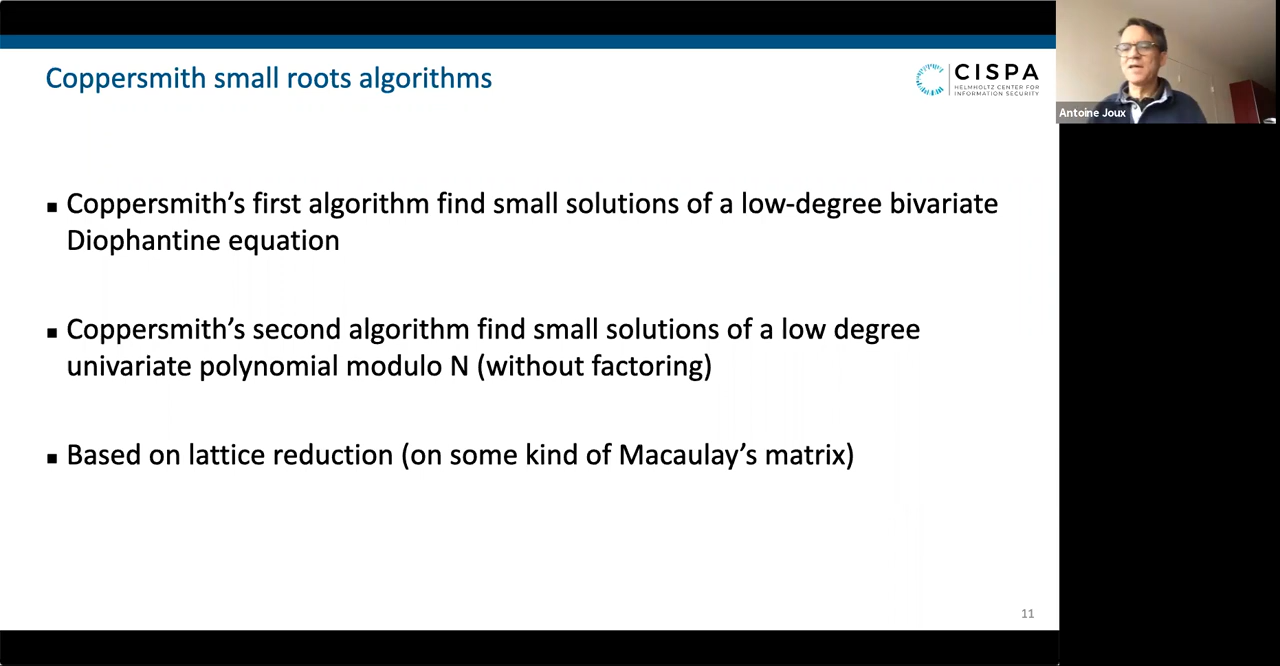 Coppersmith small roots algorithms
CISPA
HELMHOLTZ CENTER FOR
INFORMATION SECURITY
Antoine Joux
▪ Coppersmith's first algorithm find small solutions of a low-degree bivariate
Diophantine equation
▪ Coppersmith's second algorithm find small solutions of a low degree
univariate polynomial modulo N (without factoring)
▪ Based on lattice reduction (on some kind of Macaulay's matrix)
11